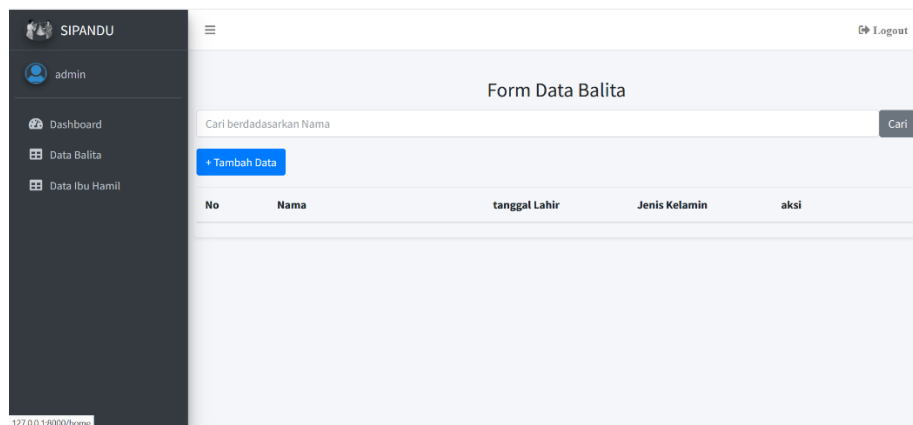 SIPANDU
Logout
admin
Form Data Balita
Cari berdadasarkan Nama
Cari
Dashboard
Data Balita
Data Ibu Hamil
+ Tambah Data
No Nama tanggal Lahir Jenis Kelamin aksi
127.0.0.1:8000/home